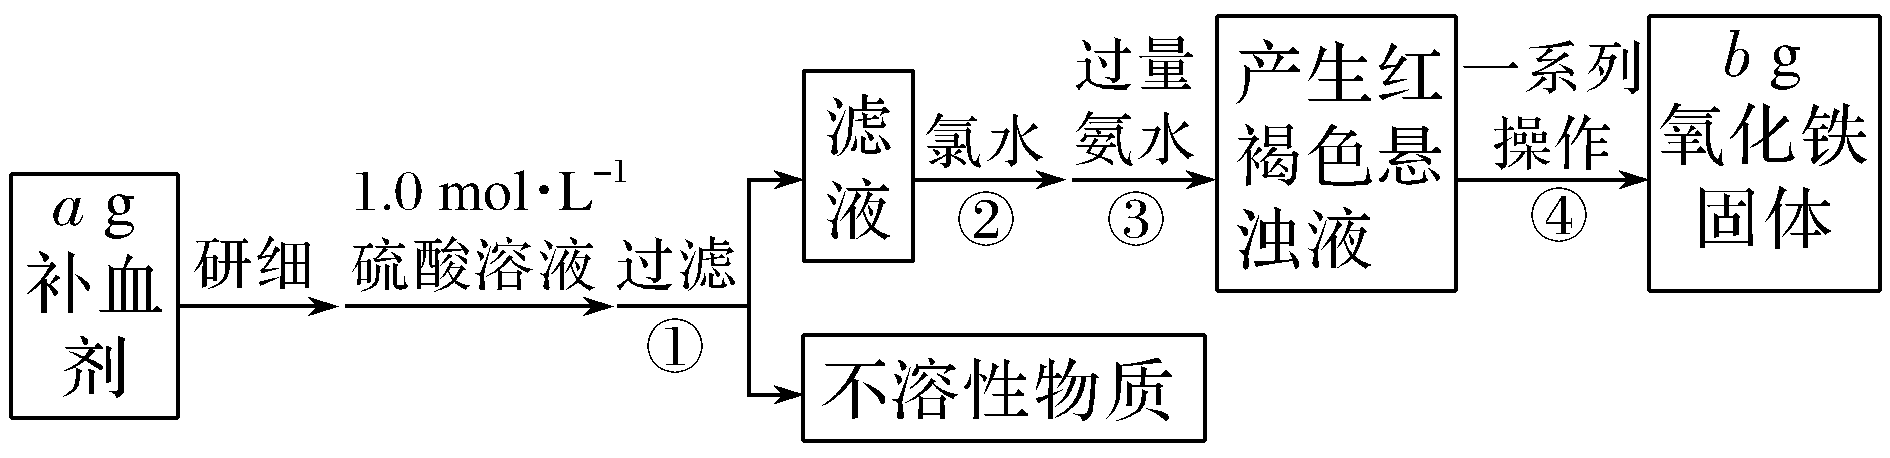 a g
补血
剂
研细
1.0 mol·L⁻¹
硫酸溶液
过滤
①
滤
液
不溶性物质
氯水
②
过量
氨水
③
产生红
褐色悬
浊液
一系列
操作
④
b g
氧化铁
固体